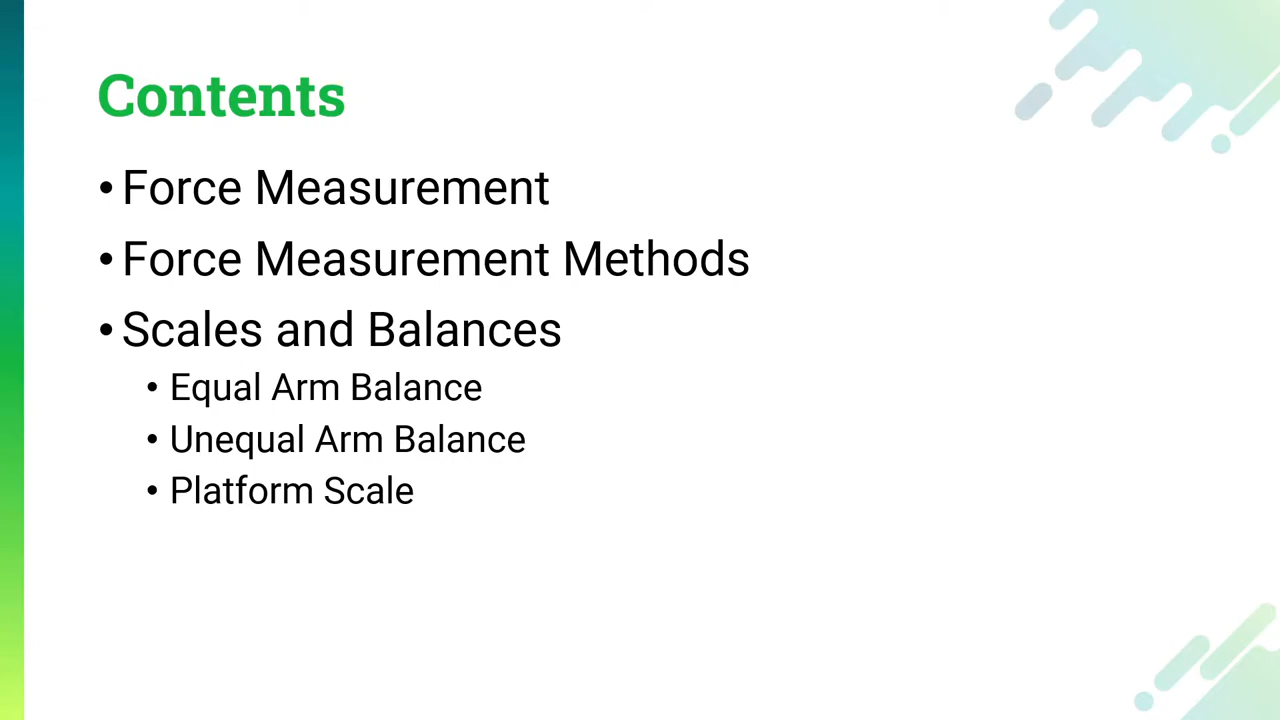 Contents
• Force Measurement
• Force Measurement Methods
• Scales and Balances
• Equal Arm Balance
• Unequal Arm Balance
• Platform Scale